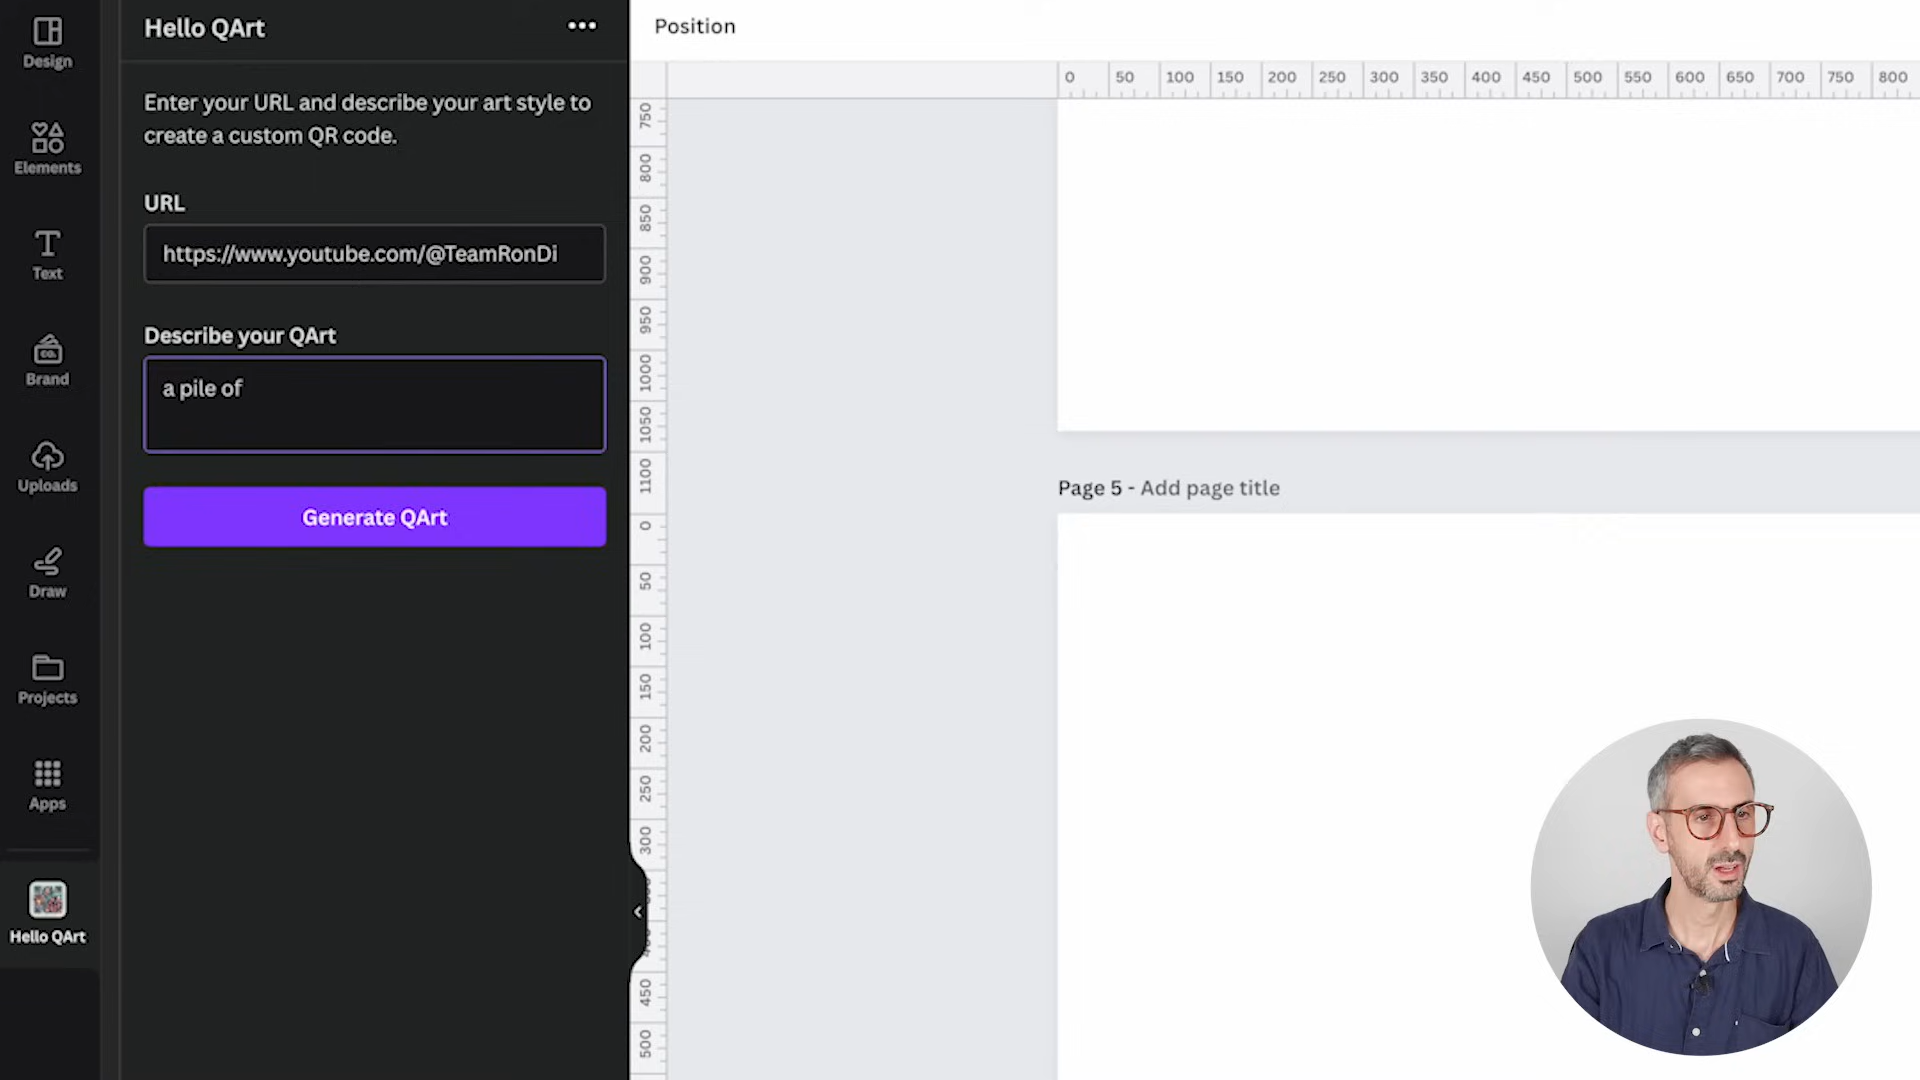 Design
Elements
Text
Brand
CO.
Uploads
Draw
Projects
Apps
Hello QArt
Hello QArt
Enter your URL and describe your art style to
create a custom QR code.
URL
https://www.youtube.com/@TeamRonDi
Describe your QArt
a pile of
Generate QArt
Position
0 50 100 150 200 250 300 350 400 450 500 550 600 650 700 750 800
750
800
850
900
950
1000
1050
1100
0
50
100
150
200
250
300
450
500
Page 5 - Add page title